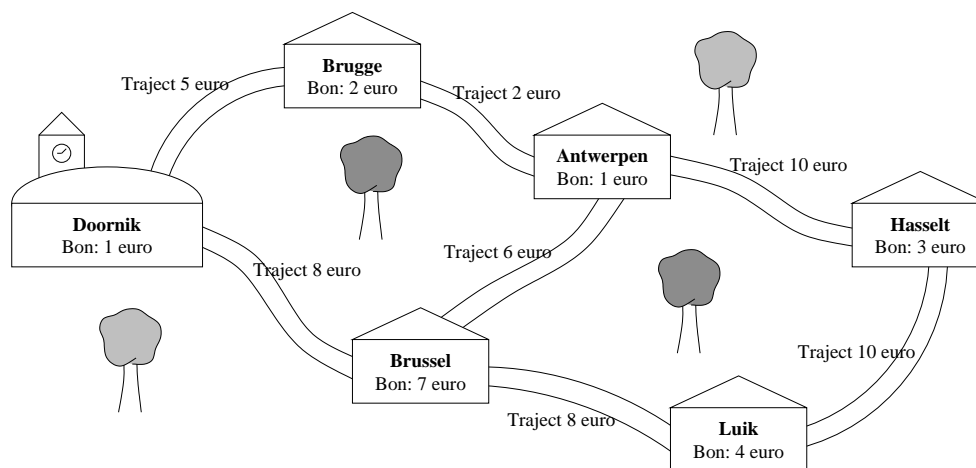 Brugge
Bon: 2 euro
Traject 5 euro
Traject 2 euro
Antwerpen
Bon: 1 euro
Traject 10 euro
Doornik
Bon: 1 euro
Hasselt
Bon: 3 euro
Traject 8 euro
Traject 6 euro
Brussel
Bon: 7 euro
Traject 10 euro
Traject 8 euro
Luik
Bon: 4 euro